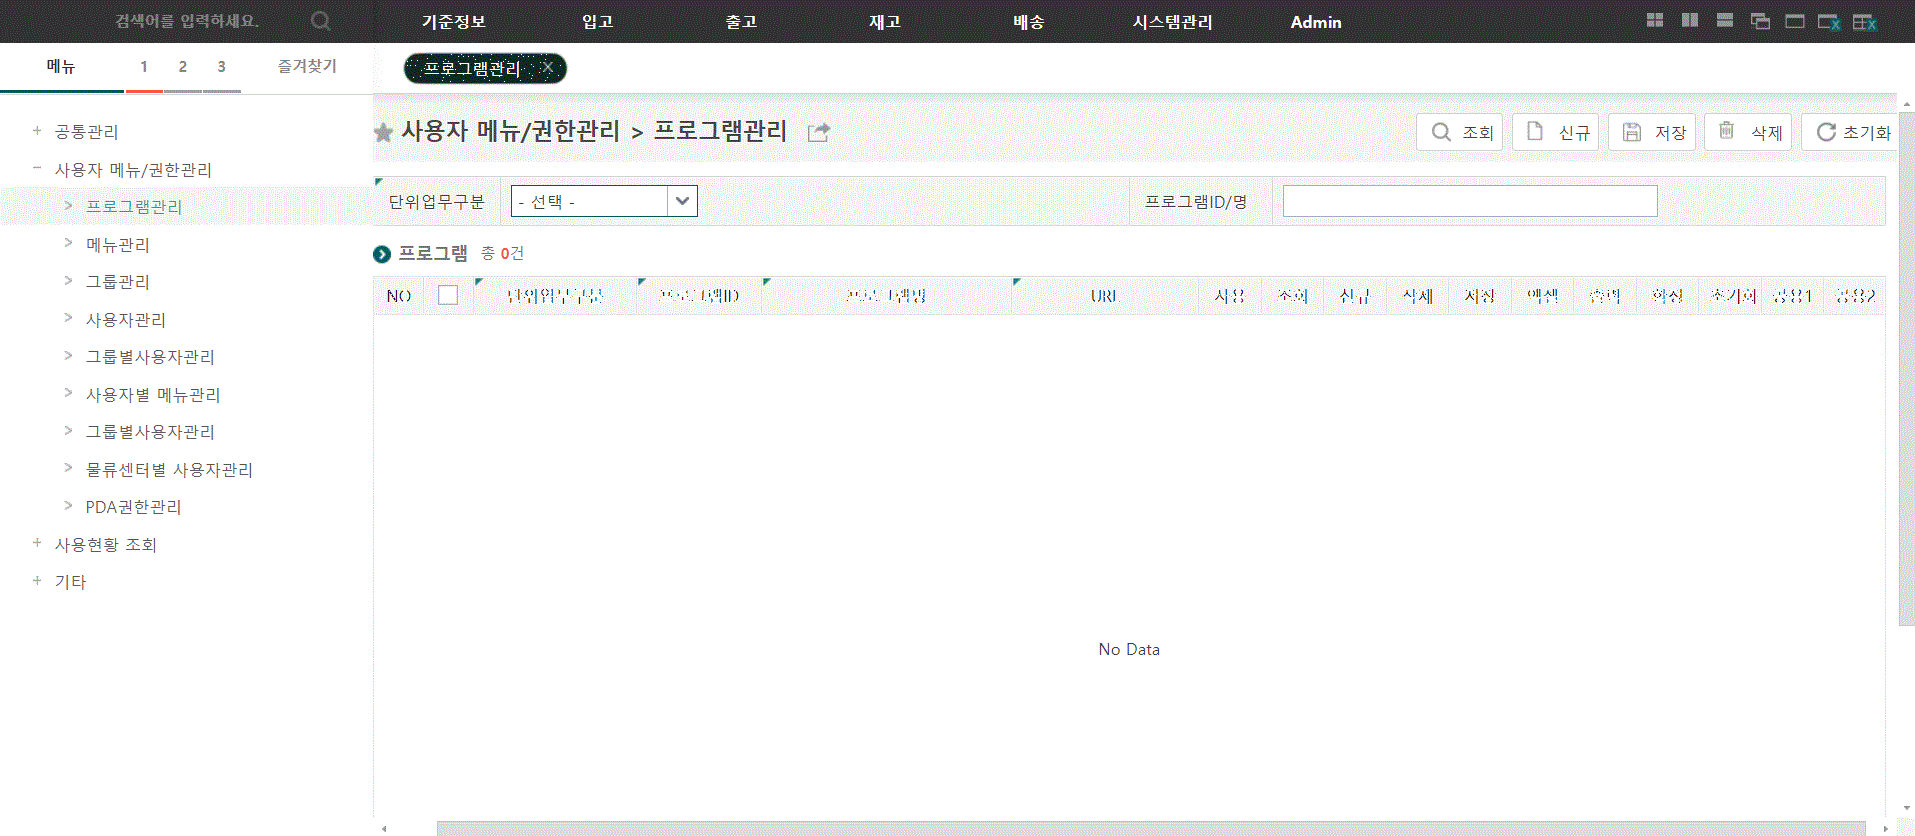 검색어를 입력하세요.
기준정보 입고 출고 재고 배송 시스템관리 Admin
메뉴 1 2 3 즐겨찾기
프로그램관리
사용자 메뉴/권한관리 > 프로그램관리
조회 신규 저장 삭제 초기화
단위업무구분 - 선택 - 프로그램ID/명
프로그램 총 0건
NO 단위업무구분 프로그램ID 프로그램명 URL 사용 조회 신규 삭제 저장 엑셀 출력 확정 초기화 공용1 공용2
No Data
+ 공통관리
− 사용자 메뉴/권한관리
> 프로그램관리
> 메뉴관리
> 그룹관리
> 사용자관리
> 그룹별사용자관리
> 사용자별 메뉴관리
> 그룹별사용자관리
> 물류센터별 사용자관리
> PDA권한관리
+ 사용현황 조회
+ 기타